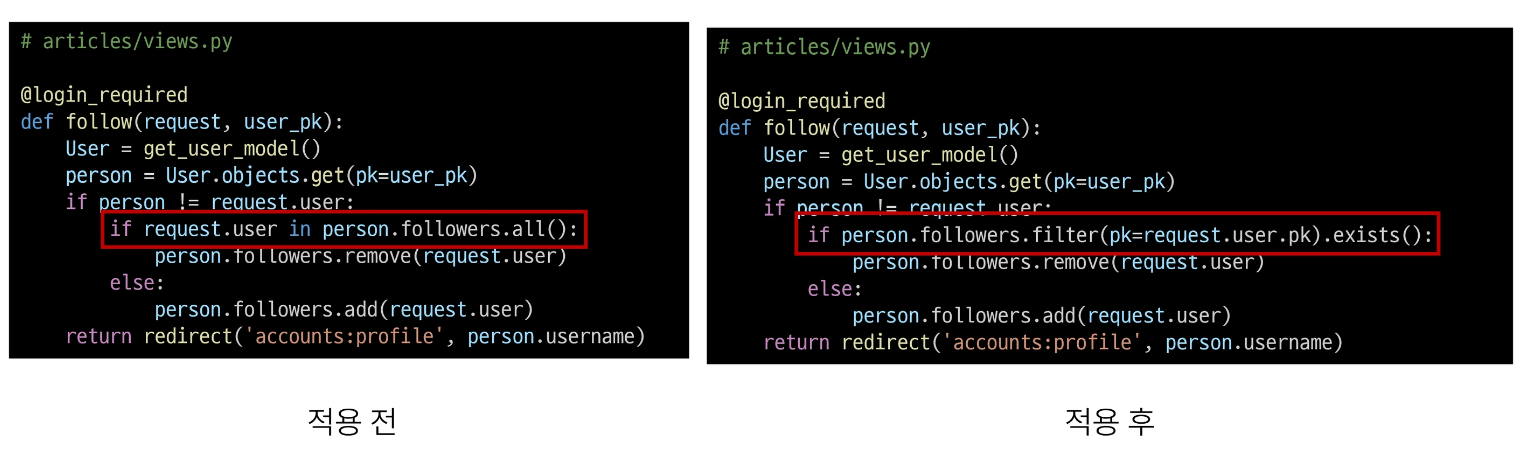 # articles/views.py
@login_required
def follow(request, user_pk):
    User = get_user_model()
    person = User.objects.get(pk=user_pk)
    if person != request.user:
        if request.user in person.followers.all():
            person.followers.remove(request.user)
        else:
            person.followers.add(request.user)
    return redirect('accounts:profile', person.username)
적용 전
# articles/views.py
@login_required
def follow(request, user_pk):
    User = get_user_model()
    person = User.objects.get(pk=user_pk)
    if person != request.user:
        if person.followers.filter(pk=request.user.pk).exists():
            person.followers.remove(request.user)
        else:
            person.followers.add(request.user)
    return redirect('accounts:profile', person.username)
적용 후